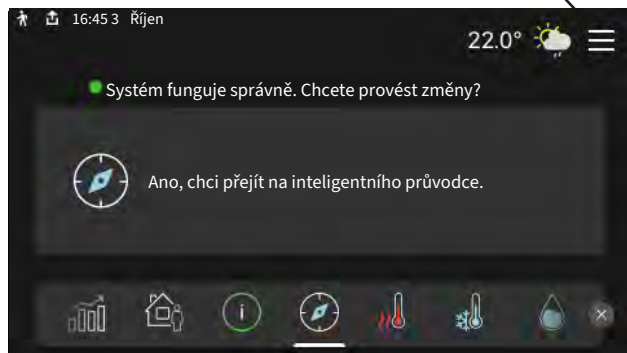 16:45 3 Říjen
22.0°
Systém funguje správně. Chcete provést změny?
Ano, chci přejít na inteligentního průvodce.
i